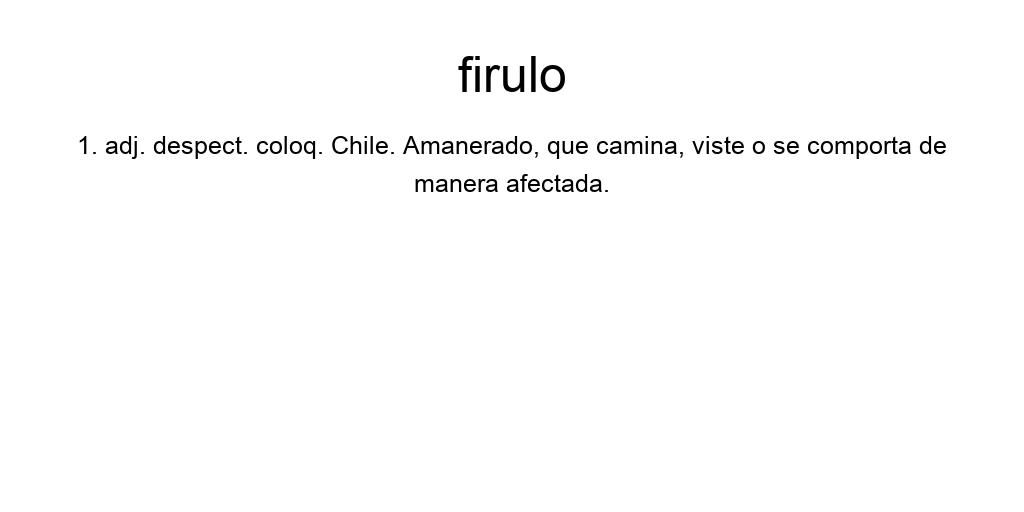 firulo
1. adj. despect. coloq. Chile. Amanerado, que camina, viste o se comporta de
manera afectada.